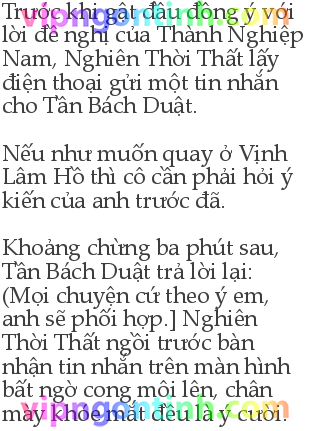 Trước khi gật đầu đồng ý với
lời đề nghị của Thành Nghiệp
Nam, Nghiên Thời Thất lấy
điện thoại gửi một tin nhắn
cho Tần Bách Duật.
Nếu như muốn quay ở Vịnh
Lâm Hồ thì cô cần phải hỏi ý
kiến của anh trước đã.
Khoảng chừng ba phút sau,
Tần Bách Duật trả lời lại:
(Mọi chuyện cứ theo ý em,
anh sẽ phối hợp.] Nghiên
Thời Thất ngồi trước bàn
nhận tin nhắn trên màn hình
bất ngờ cong môi lên, chân
mày khóe mắt đều là ý cười.
vipngontinh.com
vipngontinh.com